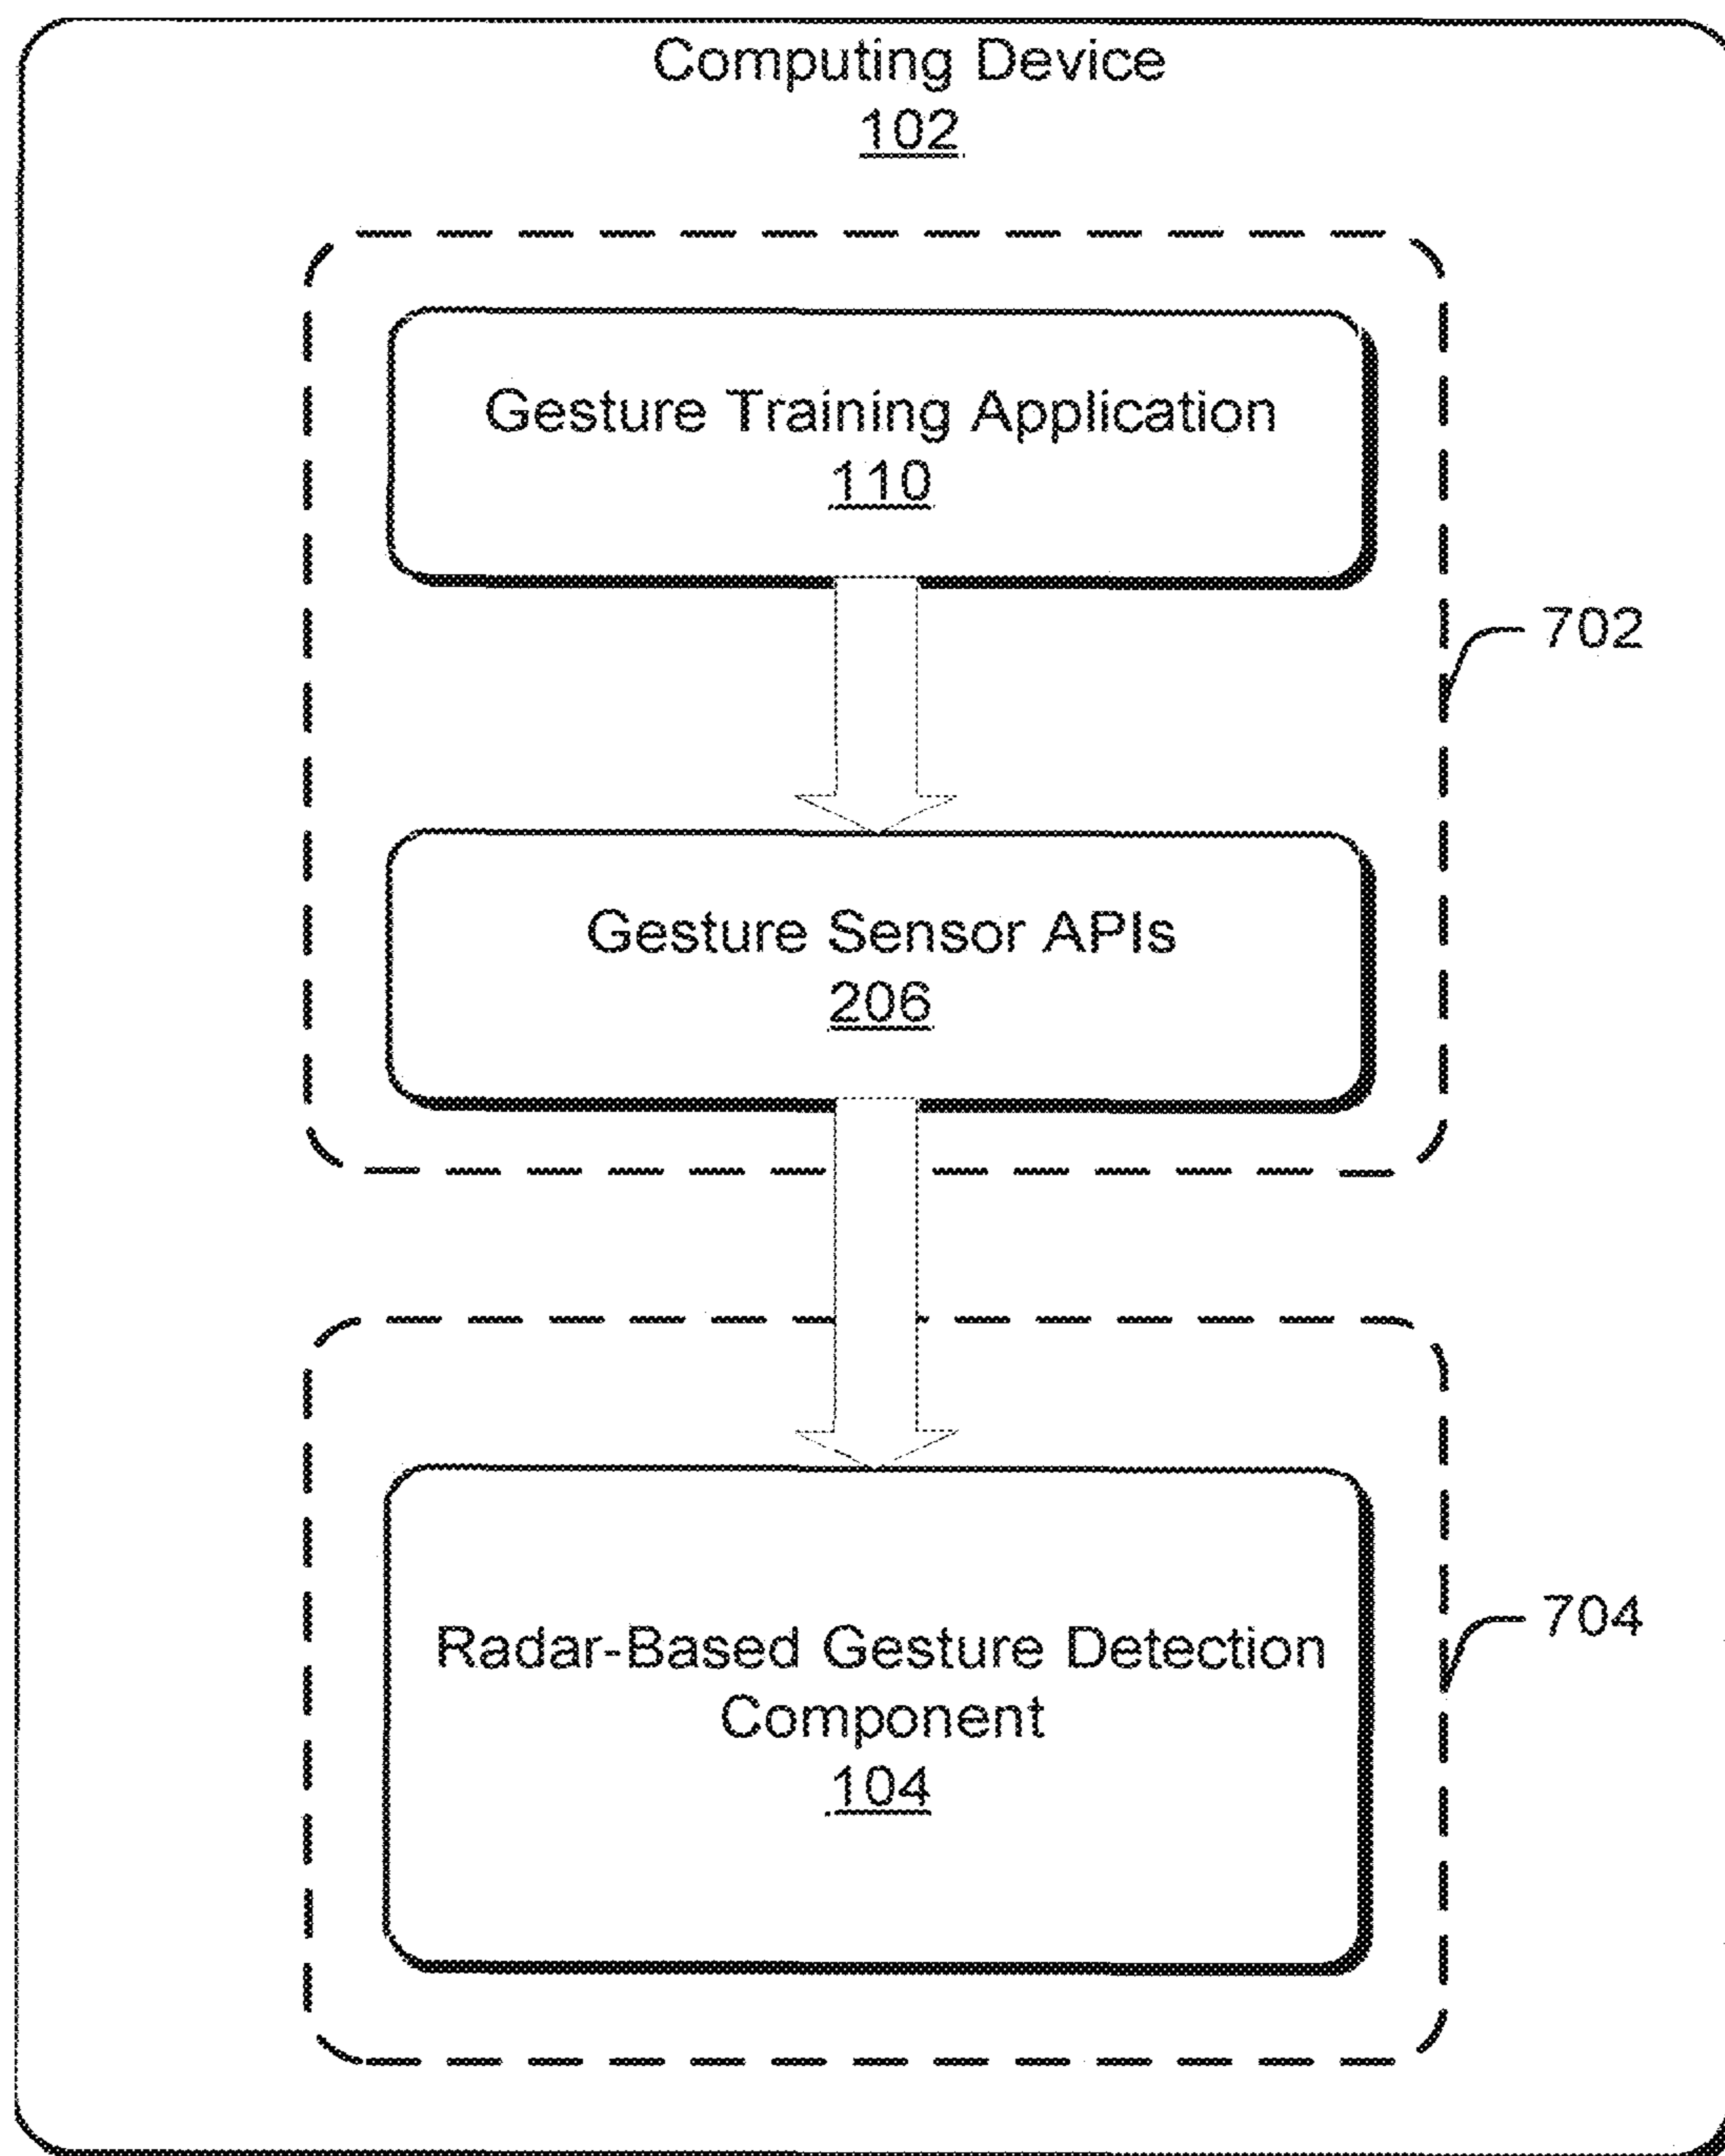 Computing Device
102
Gesture Training Application
110
702
Gesture Sensor APIs
206
Radar-Based Gesture Detection
Component
104
704